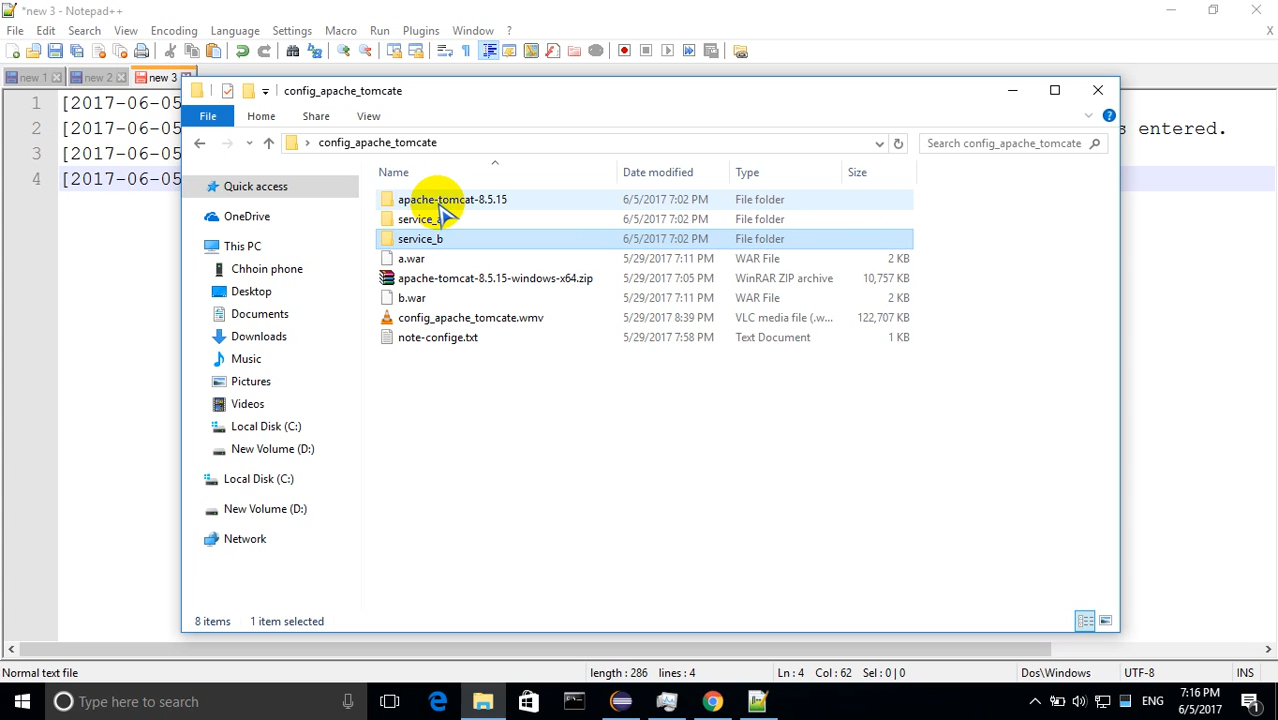 *new 3 - Notepad++
File Edit Search View Encoding Language Settings Macro Run Plugins Window ? X
new 1 new 2 new 3
1 [2017-06-05
2 [2017-06-05 s entered.
3 [2017-06-05
4 [2017-06-05
config_apache_tomcate
File Home Share View
config_apache_tomcate Search config_apache_tomcate
Name Date modified Type Size
Quick access
OneDrive
This PC
Chhoin phone
Desktop
Documents
Downloads
Music
Pictures
Videos
Local Disk (C:)
New Volume (D:)
Local Disk (C:)
New Volume (D:)
Network
apache-tomcat-8.5.15 6/5/2017 7:02 PM File folder
service_a 6/5/2017 7:02 PM File folder
service_b 6/5/2017 7:02 PM File folder
a.war 5/29/2017 7:11 PM WAR File 2 KB
apache-tomcat-8.5.15-windows-x64.zip 5/29/2017 7:05 PM WinRAR ZIP archive 10,757 KB
b.war 5/29/2017 7:11 PM WAR File 2 KB
config_apache_tomcate.wmv 5/29/2017 8:39 PM VLC media file (.w... 122,707 KB
note-confige.txt 5/29/2017 7:58 PM Text Document 1 KB
8 items 1 item selected
Normal text file length : 286 lines : 4 Ln : 4 Col : 62 Sel : 0 | 0 Dos\Windows UTF-8 INS
Type here to search ENG 7:16 PM
6/5/2017